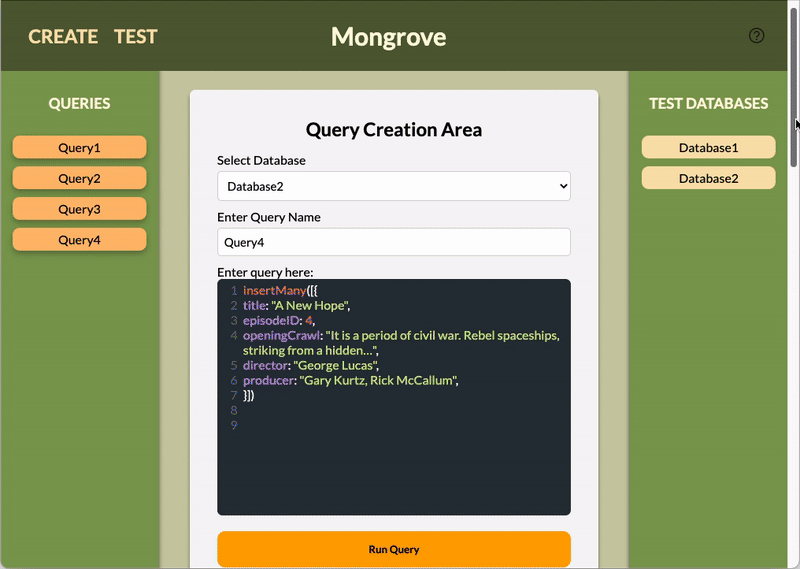 CREATE TEST
Mongrove
?
QUERIES
Query1
Query2
Query3
Query4
Query Creation Area
Select Database
Database2
Enter Query Name
Query4
Enter query here:
1 insertMany([{
2 title: "A New Hope",
3 episodeID: 4,
4 openingCrawl: "It is a period of civil war. Rebel spaceships,
striking from a hidden...",
5 director: "George Lucas",
6 producer: "Gary Kurtz, Rick McCallum",
7 }])
8
9
Run Query
TEST DATABASES
Database1
Database2